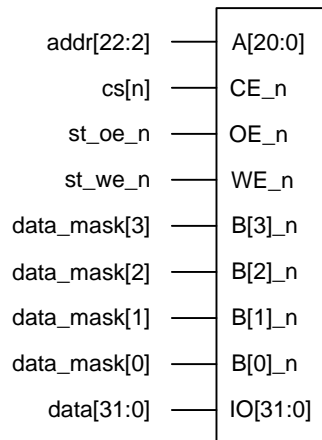 addr[22:2] A[20:0]
cs[n] CE_n
st_oe_n OE_n
st_we_n WE_n
data_mask[3] B[3]_n
data_mask[2] B[2]_n
data_mask[1] B[1]_n
data_mask[0] B[0]_n
data[31:0] IO[31:0]